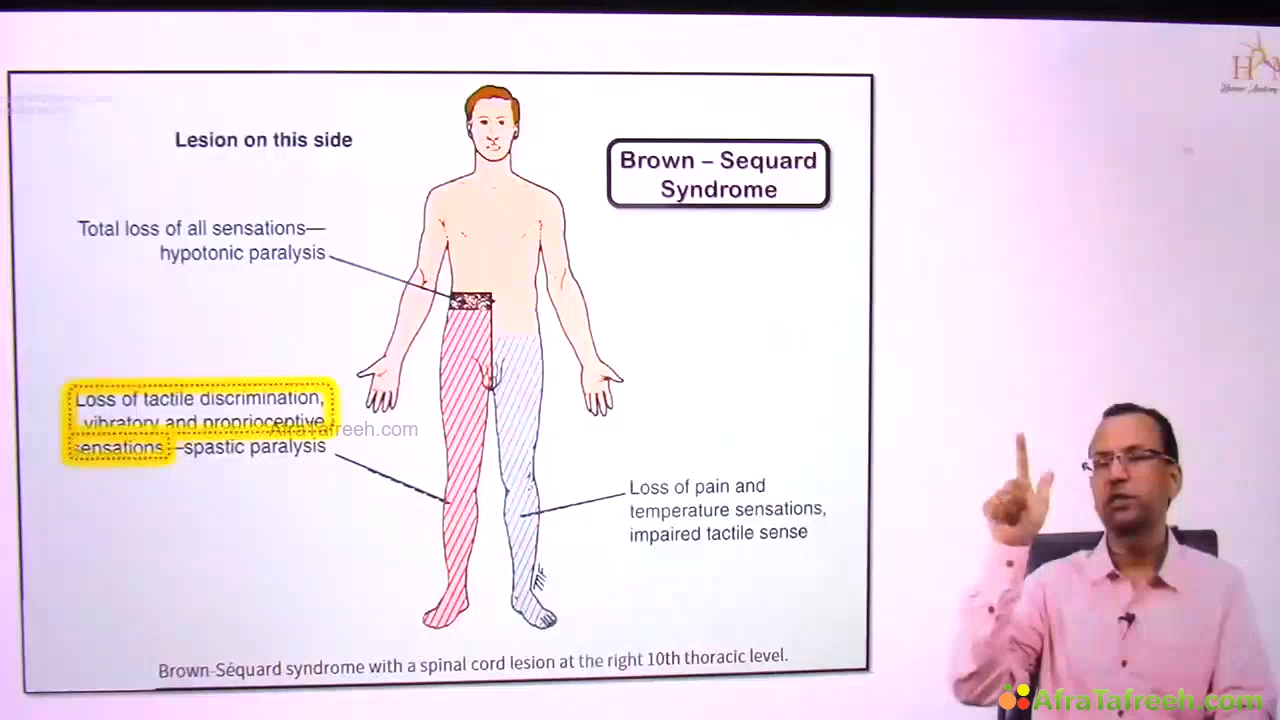 Lesion on this side
Brown – Sequard
Syndrome
Total loss of all sensations—
hypotonic paralysis
Loss of tactile discrimination,
vibratory and proprioceptive
sensations —spastic paralysis
AfraTafreeh.com
Loss of pain and
temperature sensations,
impaired tactile sense
Brown-Séquard syndrome with a spinal cord lesion at the right 10th thoracic level.
AfraTafreeh.com